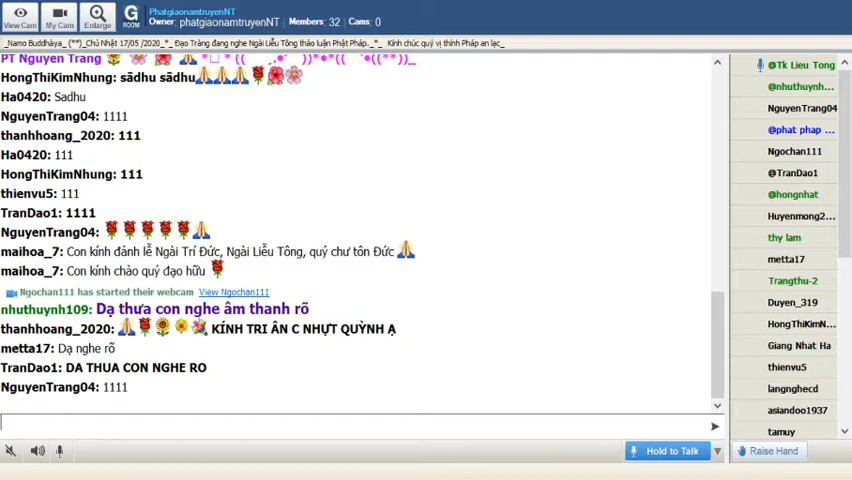 View Cam
My Cam
Enlarge
G ROOM
PhatgiaonamtruyenNT
Owner: phatgiaonamtruyenNT
Members: 32
Cams: 0
_Namo Buddhàya_ (**)_Chủ Nhật 17/05 /2020_*_ Đạo Tràng đang nghe Ngài Liễu Tông thảo luận Phật Pháp._*_ Kính chúc quý vị thính Pháp an lạc_
PT Nguyen Trang
HongThiKimNhung: sādhu sādhu
Ha0420: Sadhu
NguyenTrang04: 1111
thanhhoang_2020: 111
Ha0420: 111
HongThiKimNhung: 111
thienvu5: 111
TranDao1: 1111
NguyenTrang04:
maihoa_7: Con kính đảnh lễ Ngài Trí Đức, Ngài Liễu Tông, quý chư tôn Đức
maihoa_7: Con kính chào quý đạo hữu
Ngochan111 has started their webcam View Ngochan111
nhuthuynh109: Dạ thưa con nghe âm thanh rõ
thanhhoang_2020: KÍNH TRI ÂN C NHỰT QUỲNH Ạ
metta17: Dạ nghe rõ
TranDao1: DA THUA CON NGHE RO
NguyenTrang04: 1111
Hold to Talk
@Tk Lieu Tong
@nhuthuynh...
NguyenTrang04
@phat phap ...
Ngochan111
@TranDao1
@hongnhat
Huyenmong2...
thy lam
metta17
Trangthu-2
Duyen_319
HongThiKimN...
Giang Nhat Ha
thienvu5
langnghecd
asiandoo1937
tamuy
Raise Hand